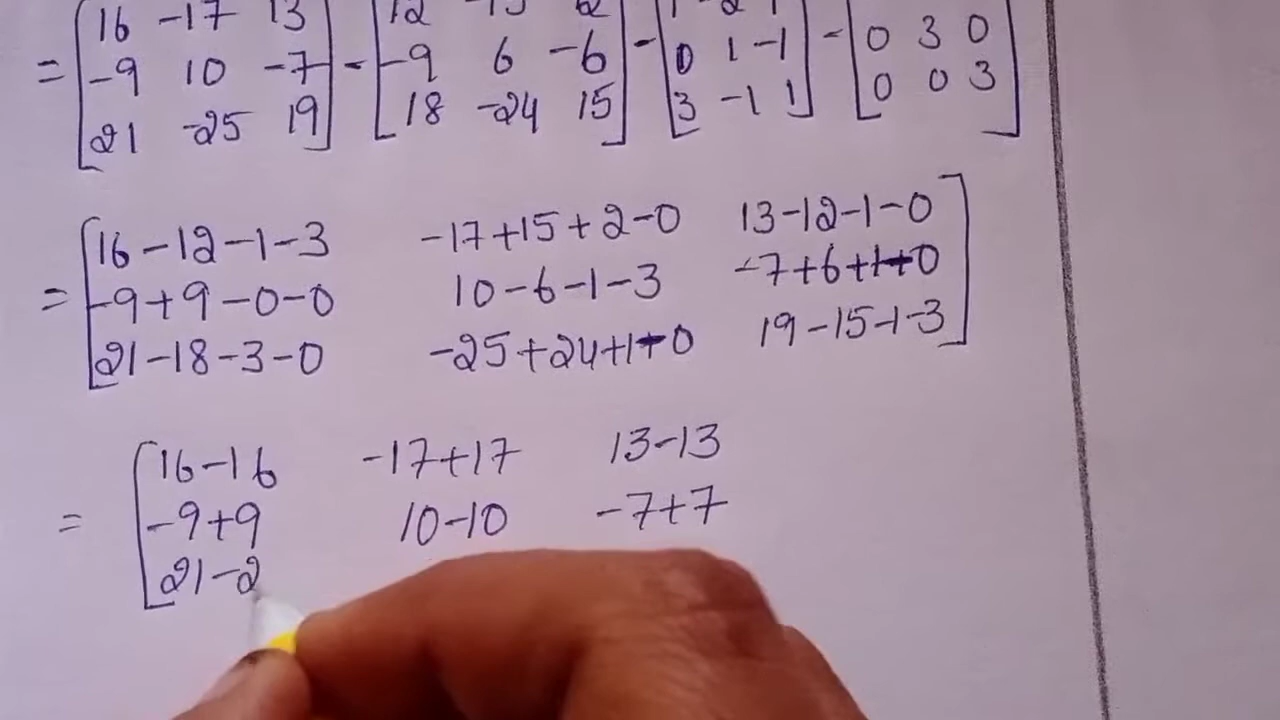 16 -17 13 12 -15
= -9 10 -7 - -9 6 -6 - 0 1 -1 - 0 3 0
21 -25 19 18 -24 15 3 -1 1 0 0 3
16-12-1-3 -17+15+2-0 13-12-1-0
= -9+9-0-0 10-6-1-3 -7+6+1+0
21-18-3-0 -25+24+1-0 19-15-1-3
16-16 -17+17 13-13
= -9+9 10-10 -7+7
21-2